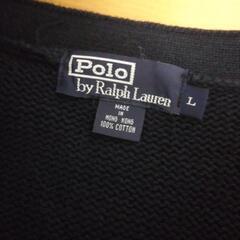 Polo
by Ralph Lauren
L
MADE
IN
HONG KONG
100% COTTON